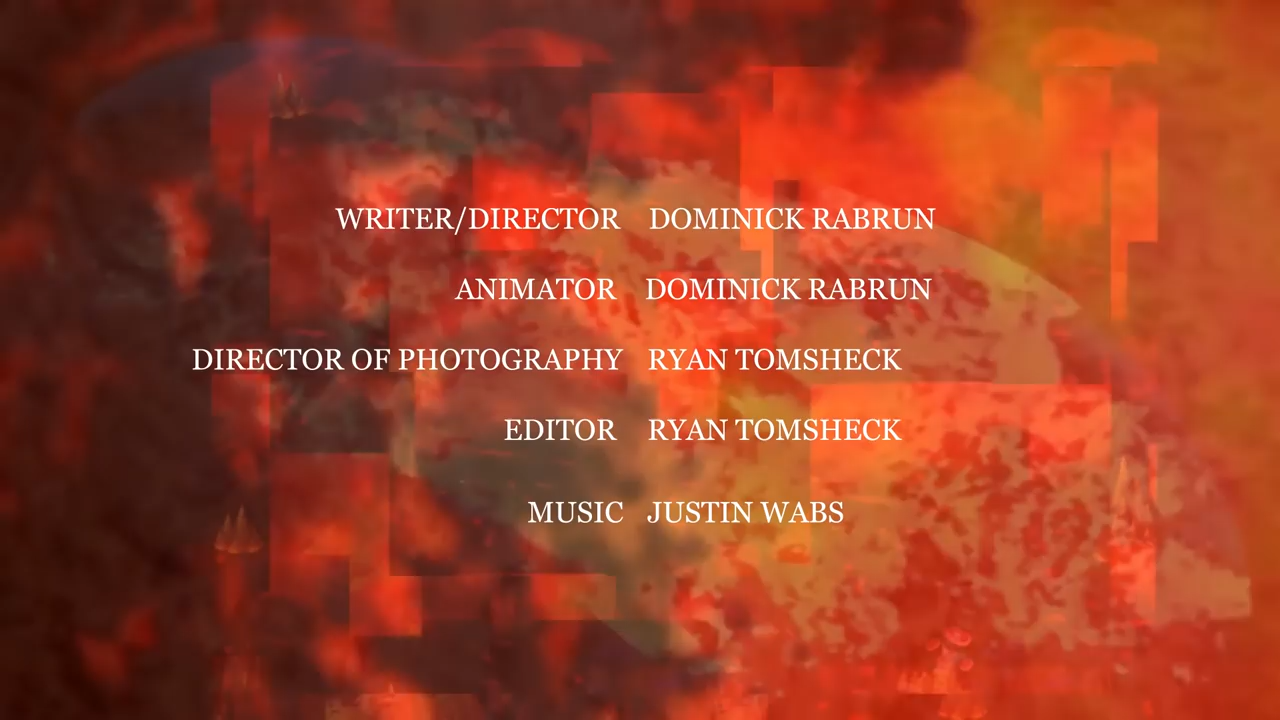 WRITER/DIRECTOR DOMINICK RABRUN
ANIMATOR DOMINICK RABRUN
DIRECTOR OF PHOTOGRAPHY RYAN TOMSHECK
EDITOR RYAN TOMSHECK
MUSIC JUSTIN WABS